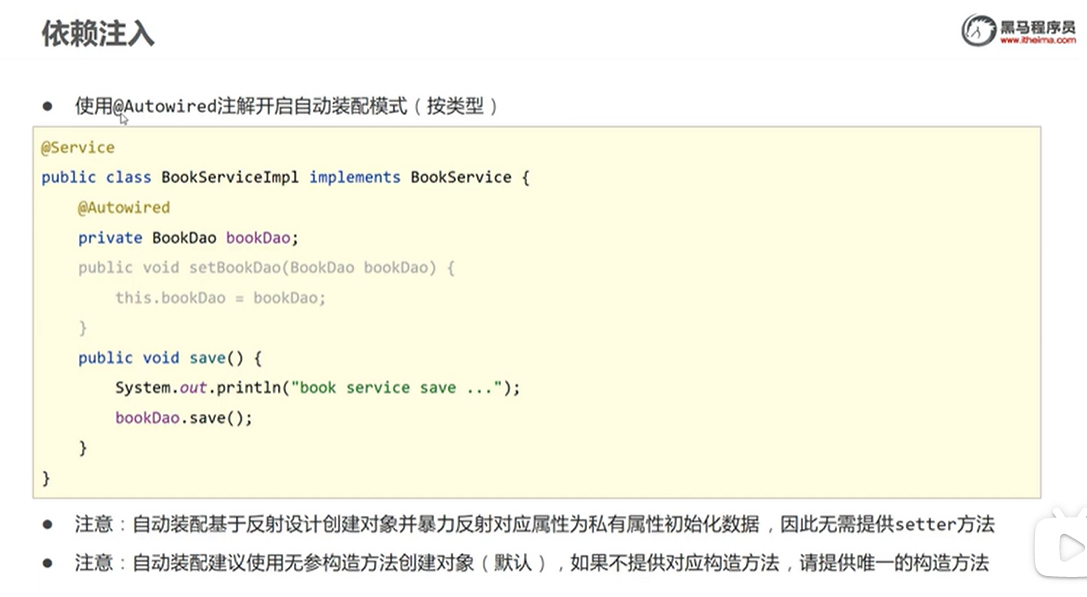 依赖注入
黑马程序员
www.itheima.com
● 使用@Autowired注解开启自动装配模式（按类型）
@Service
public class BookServiceImpl implements BookService {
    @Autowired
    private BookDao bookDao;
    public void setBookDao(BookDao bookDao) {
        this.bookDao = bookDao;
    }
    public void save() {
        System.out.println("book service save ...");
        bookDao.save();
    }
}
● 注意：自动装配基于反射设计创建对象并暴力反射对应属性为私有属性初始化数据，因此无需提供setter方法
● 注意：自动装配建议使用无参构造方法创建对象（默认），如果不提供对应构造方法，请提供唯一的构造方法